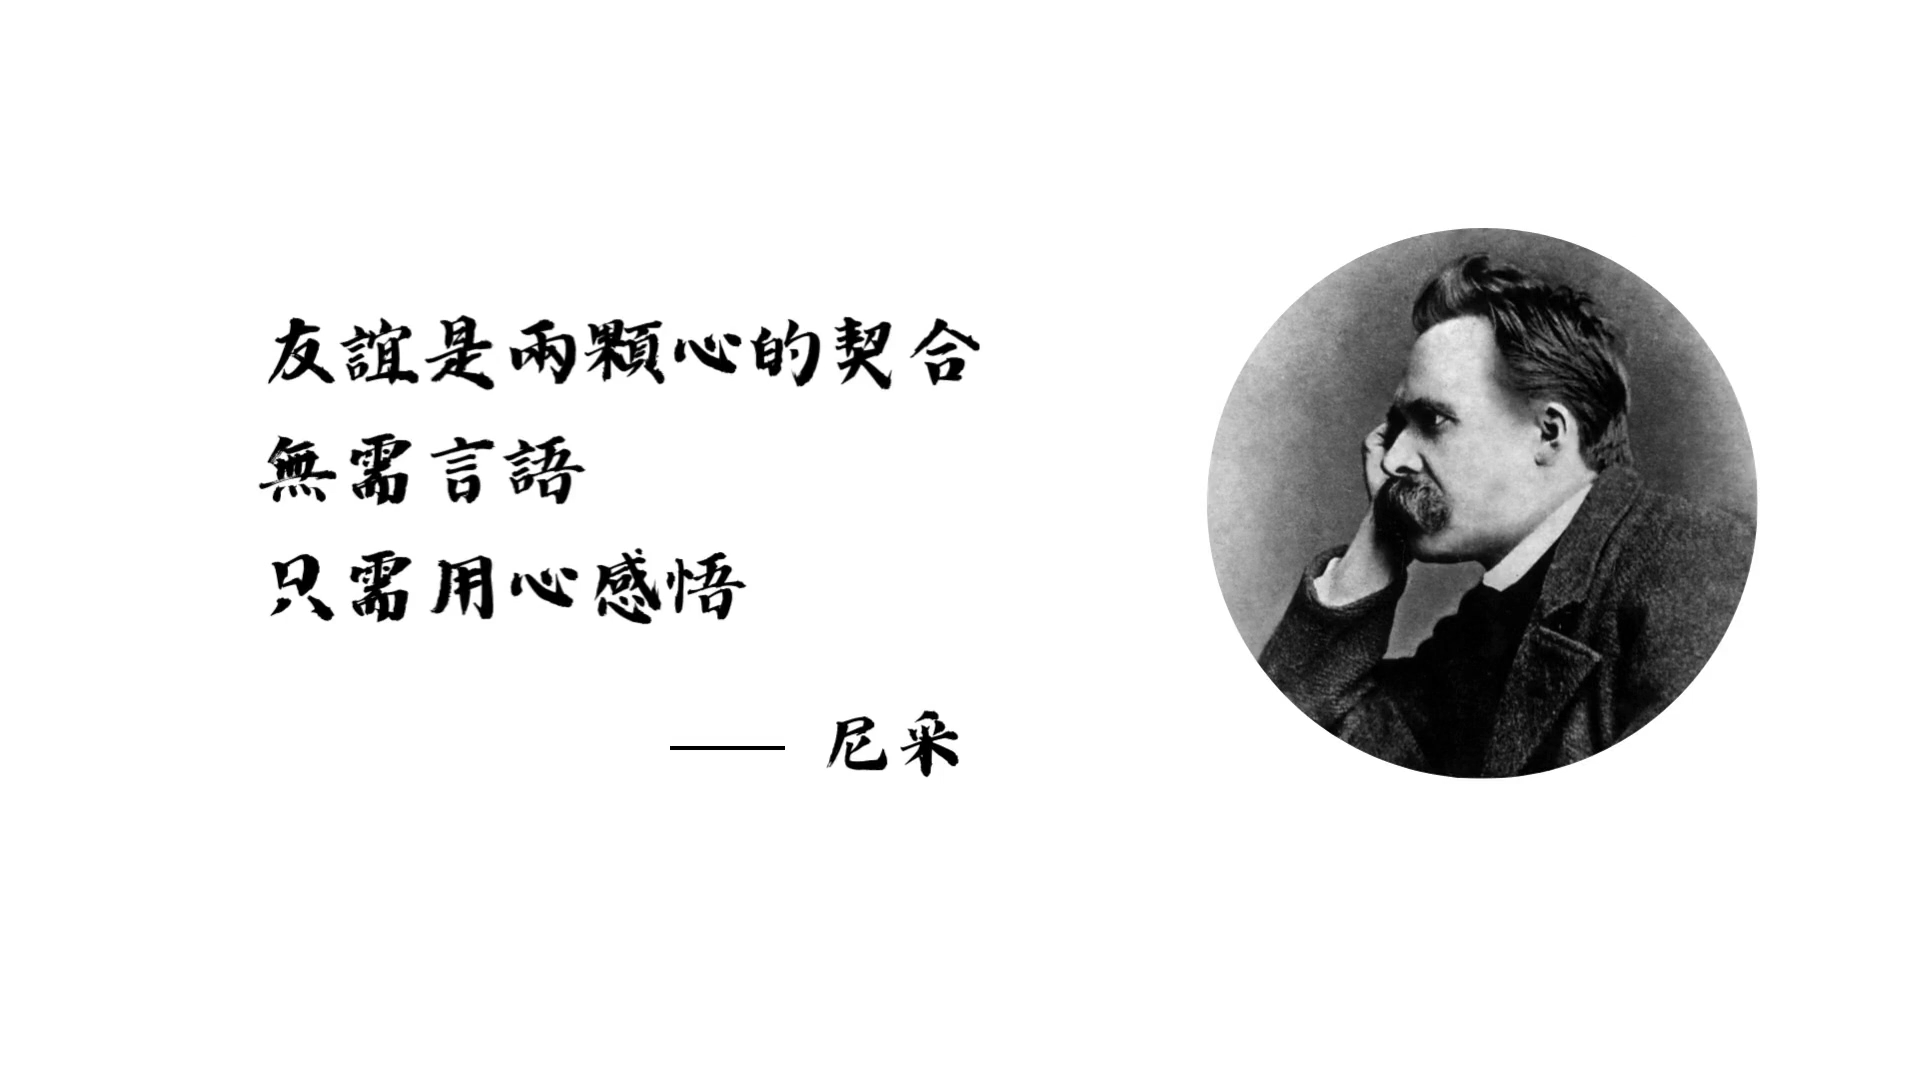 友誼是兩顆心的契合
無需言語
只需用心感悟
—— 尼采